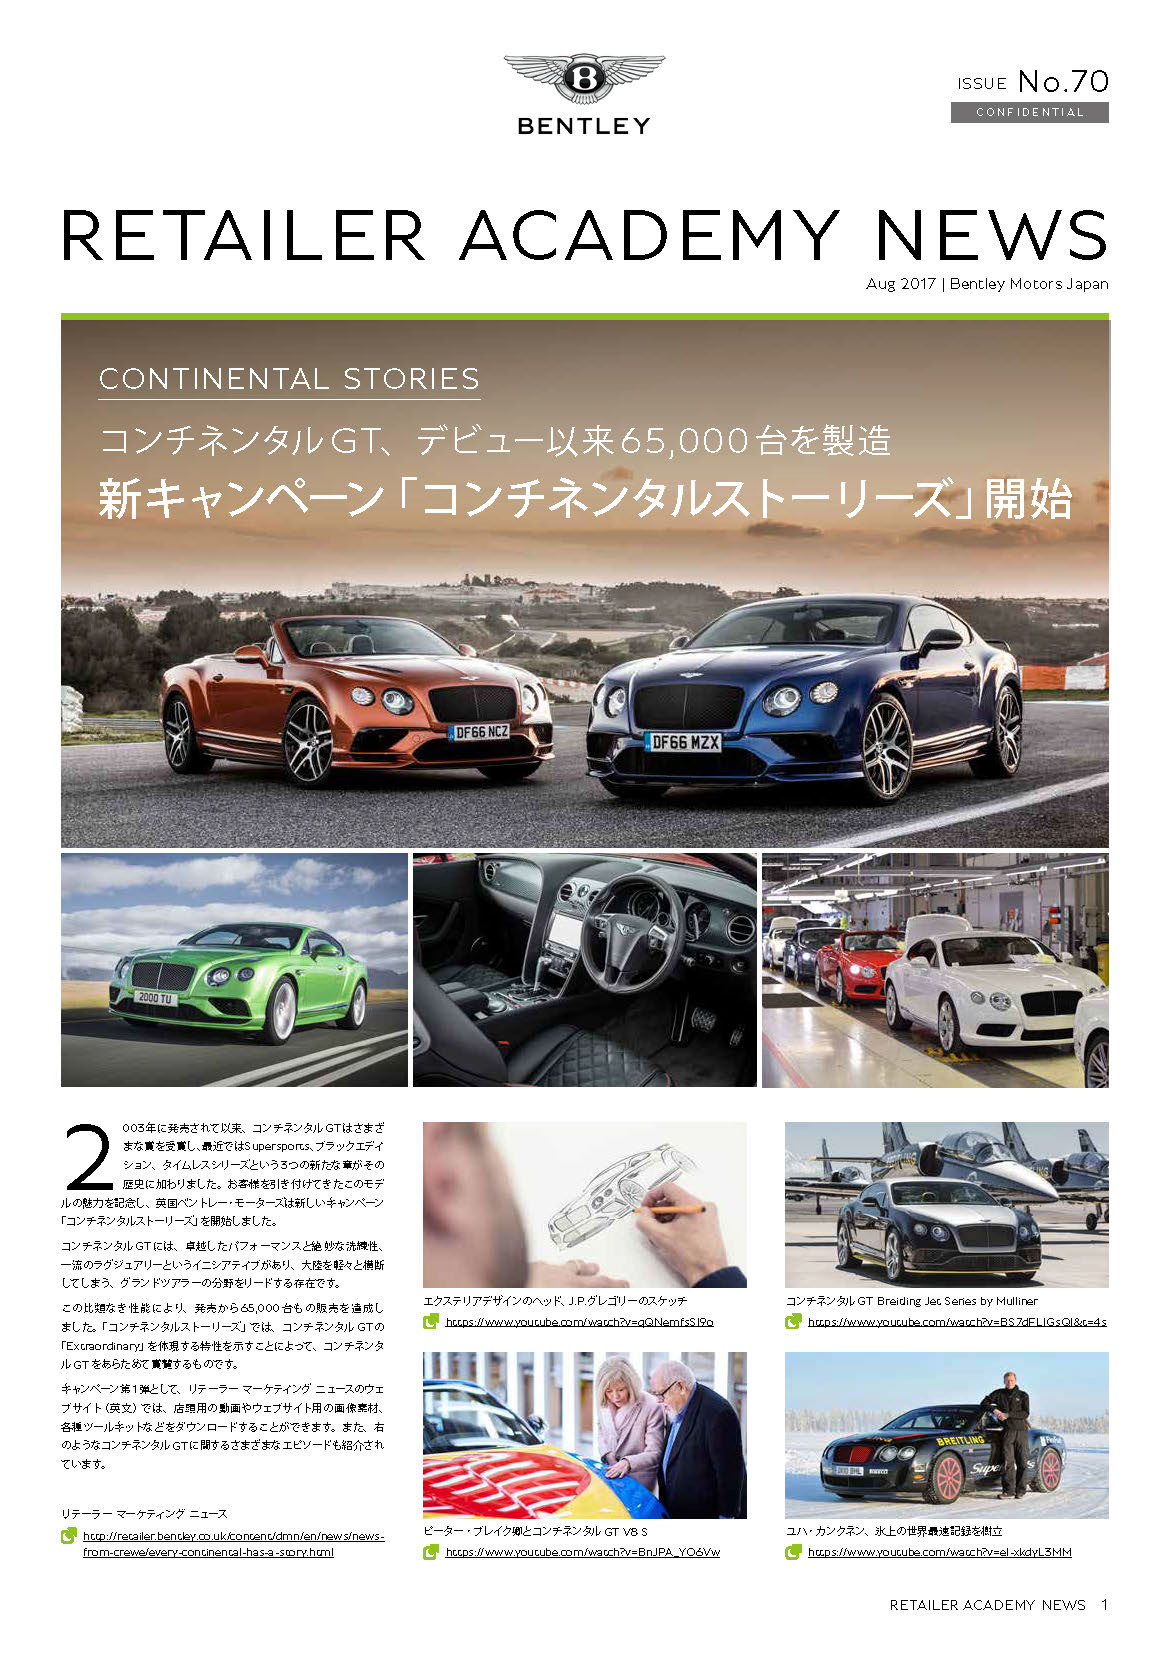 BENTLEY
ISSUE No.70
CONFIDENTIAL
RETAILER ACADEMY NEWS
Aug 2017 | Bentley Motors Japan
CONTINENTAL STORIES
コンチネンタルGT、デビュー以来65,000台を製造
新キャンペーン「コンチネンタルストーリーズ」開始
DF66 NCZ
DF66 MZX
2000 TU
2003年に発売されて以来、コンチネンタルGTはさまざ
まな賞を受賞し、最近ではSupersports、ブラックエディ
ション、タイムレスシリーズという3つの新たな章がその
歴史に加わりました。お客様を引き付けてきたこのモデ
ルの魅力を記念し、英国ベントレー・モーターズは新しいキャンペーン
「コンチネンタルストーリーズ」を開始しました。
コンチネンタルGTには、卓越したパフォーマンスと絶妙な洗練性、
一流のラグジュアリーというイニシアティブがあり、大陸を軽々と横断
してしまう、グランドツアラーの分野をリードする存在です。
この比類なき性能により、発売から65,000台もの販売を達成し
ました。「コンチネンタルストーリーズ」では、コンチネンタルGTの
「Extraordinary」を体現する特性を示すことによって、コンチネンタ
ルGTをあらためて賞賛するものです。
キャンペーン第1弾として、リテーラー マーケティング ニュースのウェ
ブサイト（英文）では、店頭用の動画やウェブサイト用の画像素材、
各種ツールキットなどをダウンロードすることができます。また、右
のようなコンチネンタルGTに関するさまざまなエピソードも紹介され
ています。
リテーラー マーケティング ニュース
http://retailer.bentley.co.uk/content/dmn/en/news/news-
from-crewe/every-continental-has-a-story.html
エクステリアデザインのヘッド、J.P.グレゴリーのスケッチ
https://www.youtube.com/watch?v=qQNemfsSl9o
コンチネンタルGT Breitling Jet Series by Mulliner
https://www.youtube.com/watch?v=BS7dFLIGsQI&t=4s
ピーター・ブレイク卿とコンチネンタルGT V8 S
https://www.youtube.com/watch?v=BnJPA_YO6Vw
BREITLING
Super
PIRELLI
ユハ・カンクネン、氷上の世界最速記録を樹立
https://www.youtube.com/watch?v=el-xkdyL3MM
RETAILER ACADEMY NEWS 1